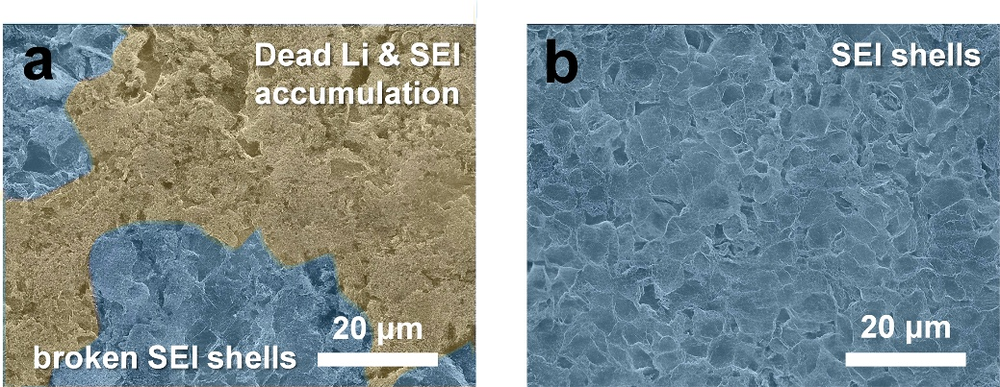 a
Dead Li & SEI
accumulation
20 μm
broken SEI shells
b
SEI shells
20 μm